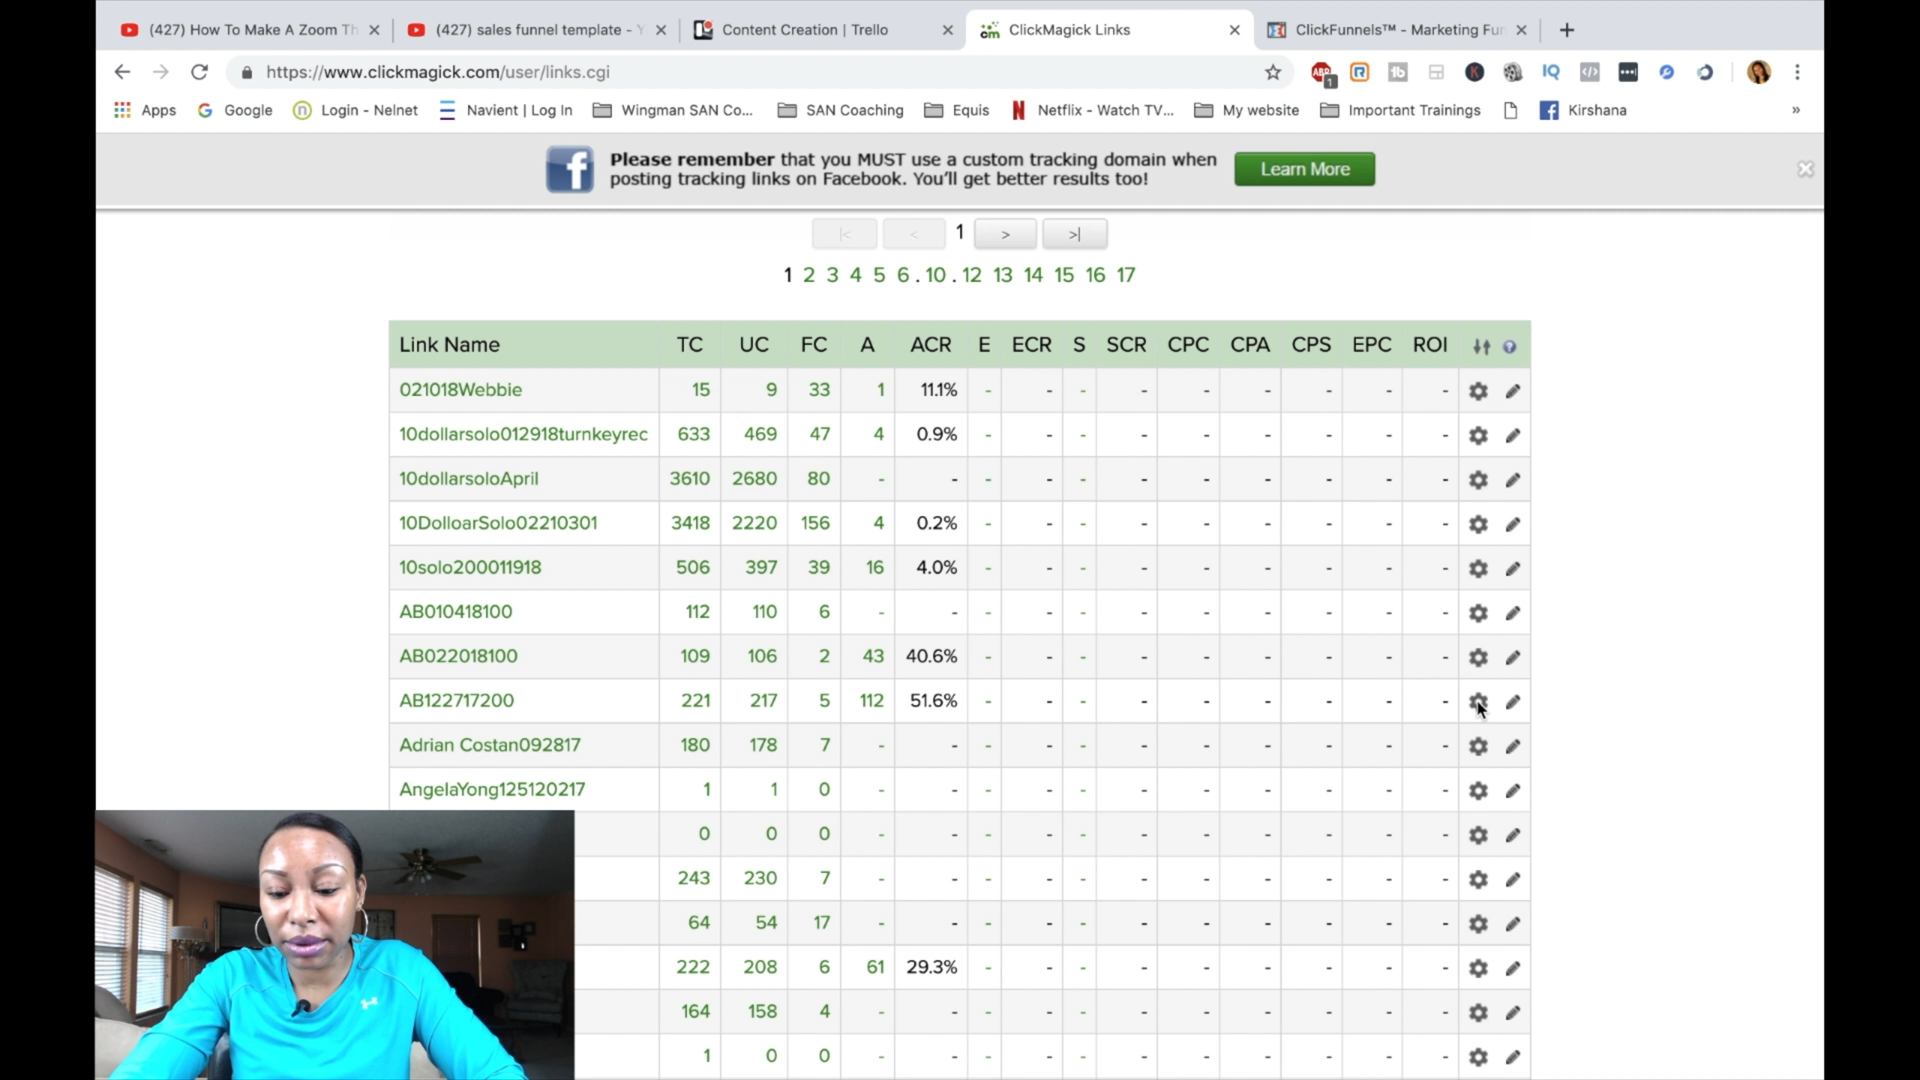 (427) How To Make A Zoom Th
(427) sales funnel template - Y
Content Creation | Trello
ClickMagick Links
ClickFunnels™ - Marketing Fun
https://www.clickmagick.com/user/links.cgi
Apps
Google
Login - Nelnet
Navient | Log In
Wingman SAN Co...
SAN Coaching
Equis
Netflix - Watch TV...
My website
Important Trainings
Kirshana
»
Please remember that you MUST use a custom tracking domain when
posting tracking links on Facebook. You'll get better results too!
Learn More
|< < 1 > >|
1 2 3 4 5 6 . 10 . 12 13 14 15 16 17
Link Name TC UC FC A ACR E ECR S SCR CPC CPA CPS EPC ROI
021018Webbie 15 9 33 1 11.1% - - - - - - - - -
10dollarsolo012918turnkeyrec 633 469 47 4 0.9% - - - - - - - - -
10dollarsoloApril 3610 2680 80 - - - - - - - - - - -
10DolloarSolo02210301 3418 2220 156 4 0.2% - - - - - - - - -
10solo200011918 506 397 39 16 4.0% - - - - - - - - -
AB010418100 112 110 6 - - - - - - - - - - -
AB022018100 109 106 2 43 40.6% - - - - - - - - -
AB122717200 221 217 5 112 51.6% - - - - - - - - -
Adrian Costan092817 180 178 7 - - - - - - - - - - -
AngelaYong125120217 1 1 0 - - - - - - - - - - -
0 0 0 - - - - - - - - - - -
243 230 7 - - - - - - - - - - -
64 54 17 - - - - - - - - - - -
222 208 6 61 29.3% - - - - - - - - -
164 158 4 - - - - - - - - - - -
1 0 0 - - - - - - - - - - -